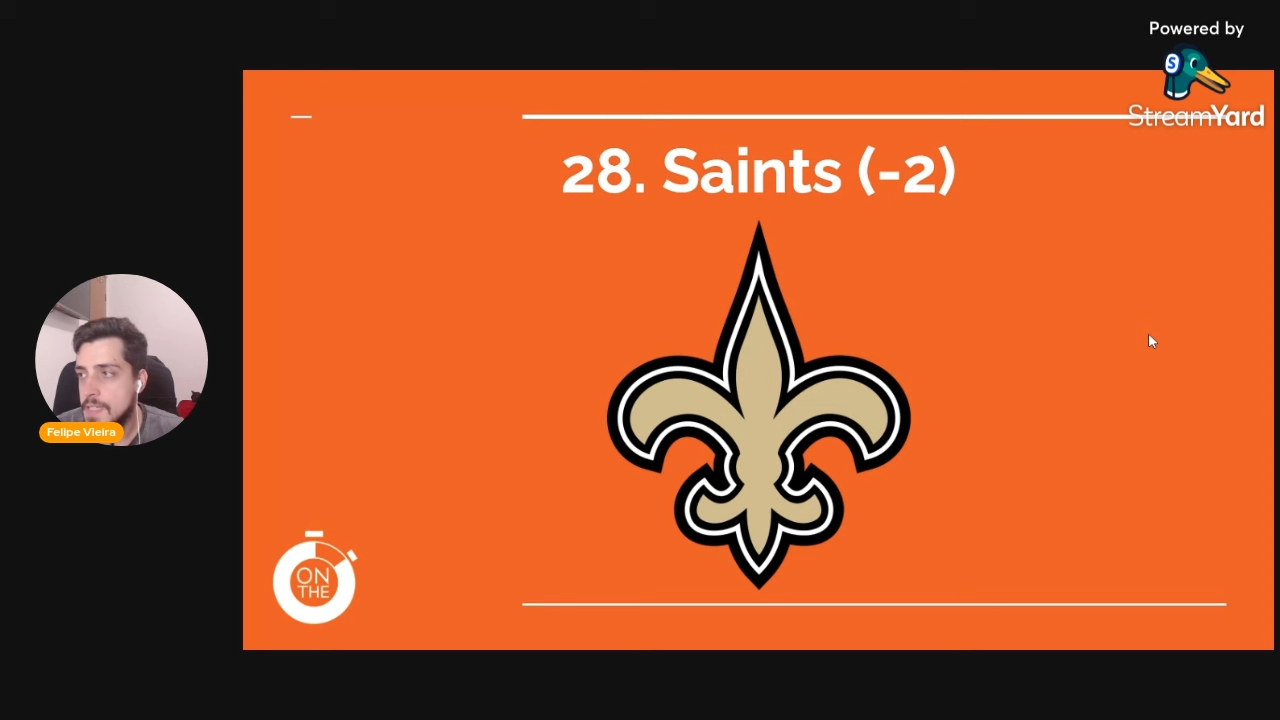 Powered by
S
StreamYard
28. Saints (-2)
Felipe Vieira
ON
THE